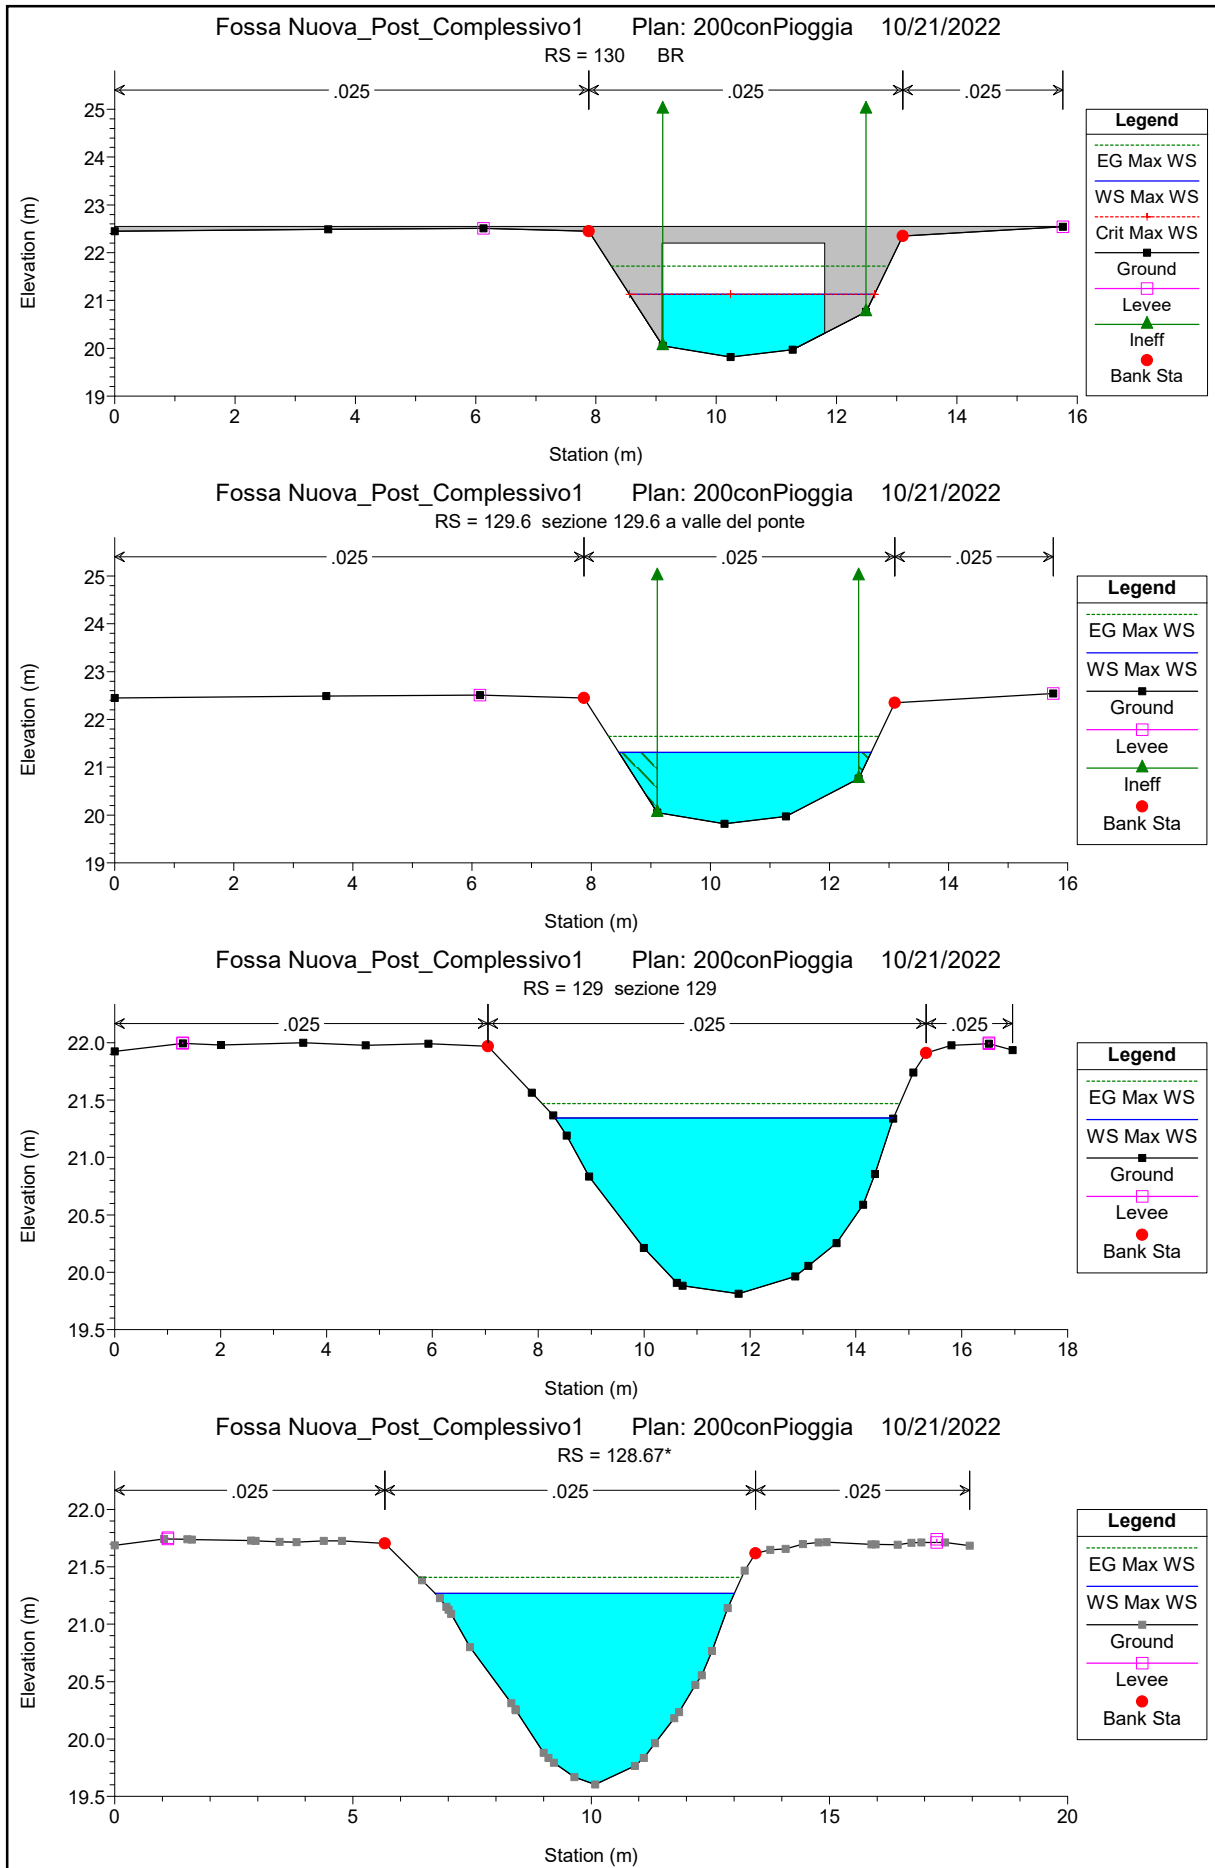 Fossa Nuova_Post_Complessivo1 Plan: 200conPioggia 10/21/2022
RS = 130 BR
.025 .025 .025
25
24
23
22
21
20
19
Elevation (m)
0 2 4 6 8 10 12 14 16
Station (m)
Legend
EG Max WS
WS Max WS
Crit Max WS
Ground
Levee
Ineff
Bank Sta
Fossa Nuova_Post_Complessivo1 Plan: 200conPioggia 10/21/2022
RS = 129.6 sezione 129.6 a valle del ponte
.025 .025 .025
25
24
23
22
21
20
19
Elevation (m)
0 2 4 6 8 10 12 14 16
Station (m)
Legend
EG Max WS
WS Max WS
Ground
Levee
Ineff
Bank Sta
Fossa Nuova_Post_Complessivo1 Plan: 200conPioggia 10/21/2022
RS = 129 sezione 129
.025 .025 .025
22.0
21.5
21.0
20.5
20.0
19.5
Elevation (m)
0 2 4 6 8 10 12 14 16 18
Station (m)
Legend
EG Max WS
WS Max WS
Ground
Levee
Bank Sta
Fossa Nuova_Post_Complessivo1 Plan: 200conPioggia 10/21/2022
RS = 128.67*
.025 .025 .025
22.0
21.5
21.0
20.5
20.0
19.5
Elevation (m)
0 5 10 15 20
Station (m)
Legend
EG Max WS
WS Max WS
Ground
Levee
Bank Sta